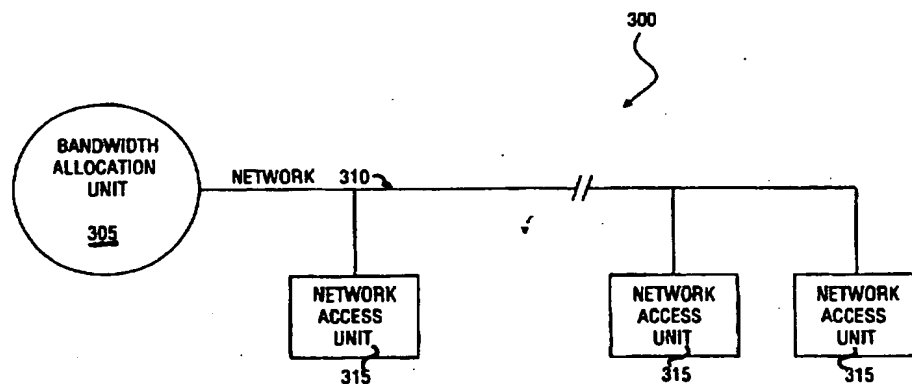 300
BANDWIDTH
ALLOCATION
UNIT
305
NETWORK 310
NETWORK
ACCESS
UNIT
315
NETWORK
ACCESS
UNIT
315
NETWORK
ACCESS
UNIT
315